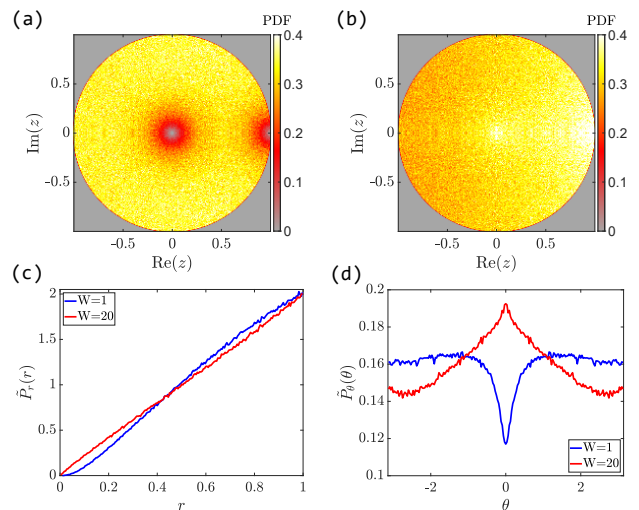 (a)
PDF
(b)
PDF
Im(z)
1
0.5
0
-0.5
-0.5 0 0.5
Re(z)
0.4
0.3
0.2
0.1
0
Im(z)
0.5
0
-0.5
-0.5 0 0.5
Re(z)
0.4
0.3
0.2
0.1
0
(c)
P̃r(r)
2
1.5
1
0.5
0
0 0.2 0.4 0.6 0.8 1
r
W=1
W=20
(d)
P̃θ(θ)
0.2
0.18
0.16
0.14
0.12
0.1
-2 0 2
θ
W=1
W=20